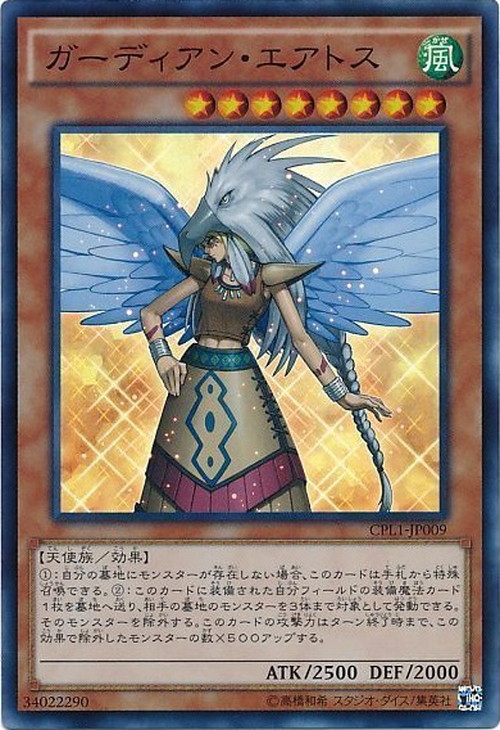 ガーディアン・エアトス
風
CPL1-JP009
【天使族／効果】
①：自分の墓地にモンスターが存在しない場合、このカードは手札から特殊
召喚できる。②：このカードに装備された自分フィールドの装備魔法カード
1枚を墓地へ送り、相手の墓地のモンスターを3体まで対象として発動できる。
そのモンスターを除外する。このカードの攻撃力はターン終了時まで、この
効果で除外したモンスターの数×500アップする。
ATK/2500 DEF/2000
34022290
©高橋和希 スタジオ・ダイス/集英社